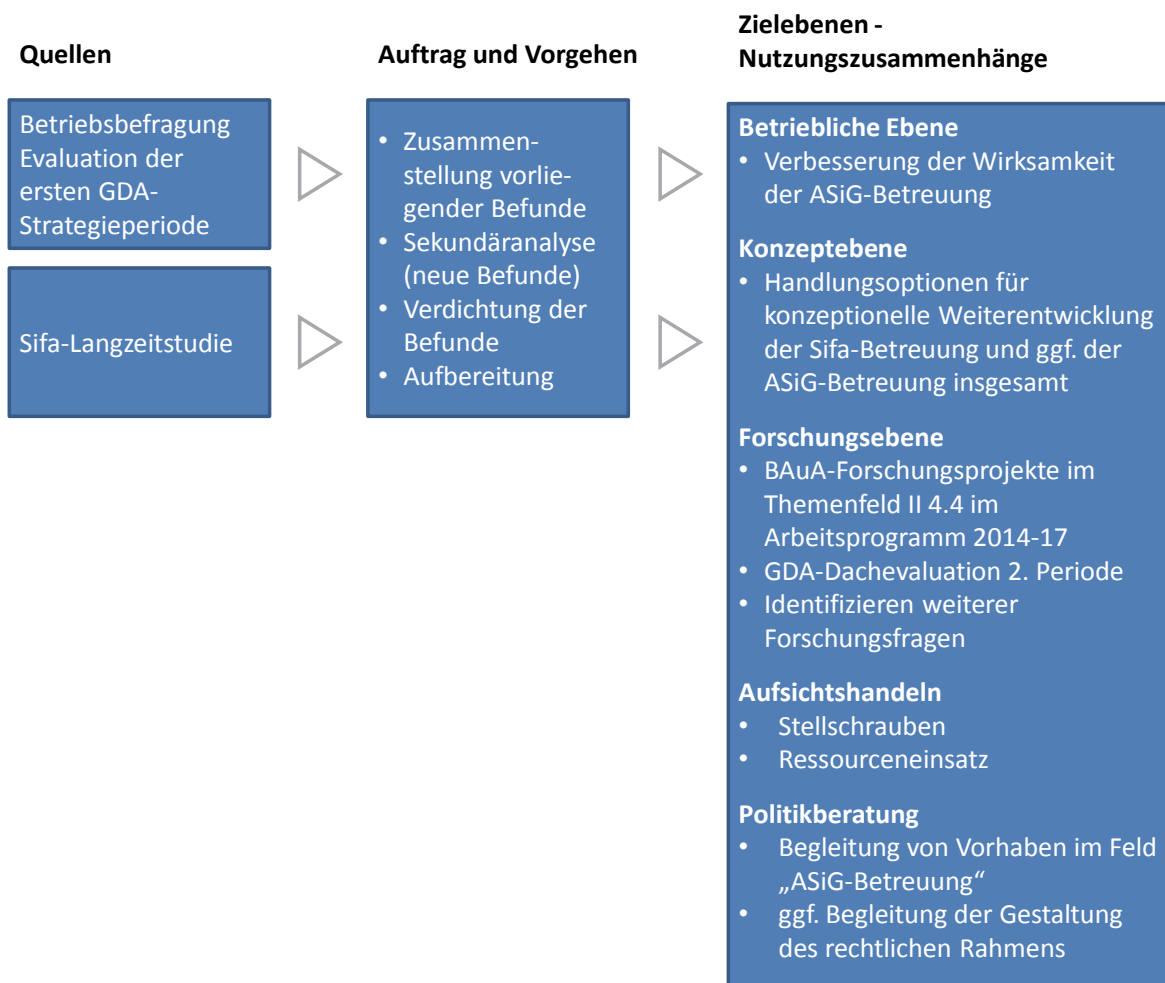 Quellen
Betriebsbefragung
Evaluation der
ersten GDA-
Strategieperiode
Sifa-Langzeitstudie
Auftrag und Vorgehen
• Zusammen-
stellung vorlie-
gender Befunde
• Sekundäranalyse
(neue Befunde)
• Verdichtung der
Befunde
• Aufbereitung
Zielebenen -
Nutzungszusammenhänge
Betriebliche Ebene
• Verbesserung der Wirksamkeit
der ASiG-Betreuung
Konzeptebene
• Handlungsoptionen für
konzeptionelle Weiterentwicklung
der Sifa-Betreuung und ggf. der
ASiG-Betreuung insgesamt
Forschungsebene
• BAuA-Forschungsprojekte im
Themenfeld II 4.4 im
Arbeitsprogramm 2014-17
• GDA-Dachevaluation 2. Periode
• Identifizieren weiterer
Forschungsfragen
Aufsichtshandeln
• Stellschrauben
• Ressourceneinsatz
Politikberatung
• Begleitung von Vorhaben im Feld
„ASiG-Betreuung“
• ggf. Begleitung der Gestaltung
des rechtlichen Rahmens